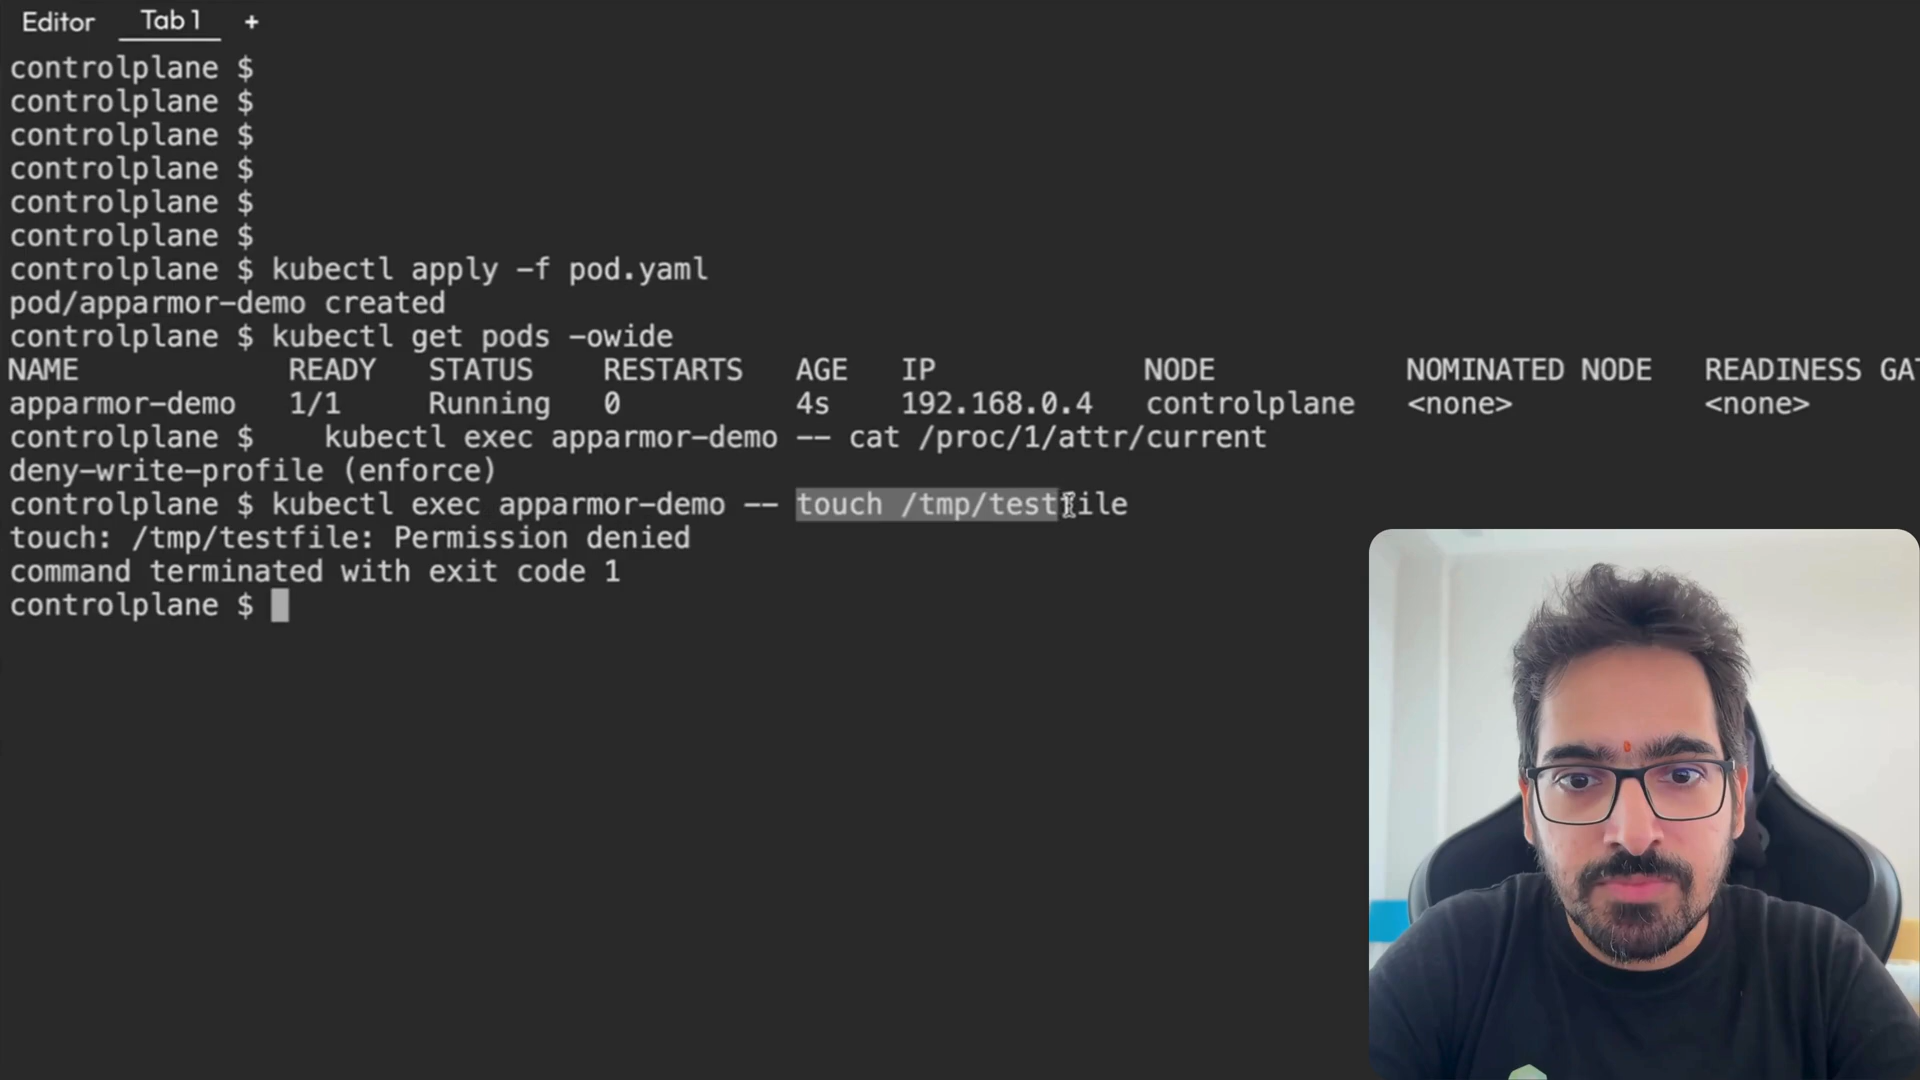 Editor Tab 1 +
controlplane $
controlplane $
controlplane $
controlplane $
controlplane $
controlplane $
controlplane $ kubectl apply -f pod.yaml
pod/apparmor-demo created
controlplane $ kubectl get pods -owide
NAME READY STATUS RESTARTS AGE IP NODE NOMINATED NODE READINESS GAT
apparmor-demo 1/1 Running 0 4s 192.168.0.4 controlplane <none> <none>
controlplane $    kubectl exec apparmor-demo -- cat /proc/1/attr/current
deny-write-profile (enforce)
controlplane $ kubectl exec apparmor-demo -- touch /tmp/testfile
touch: /tmp/testfile: Permission denied
command terminated with exit code 1
controlplane $